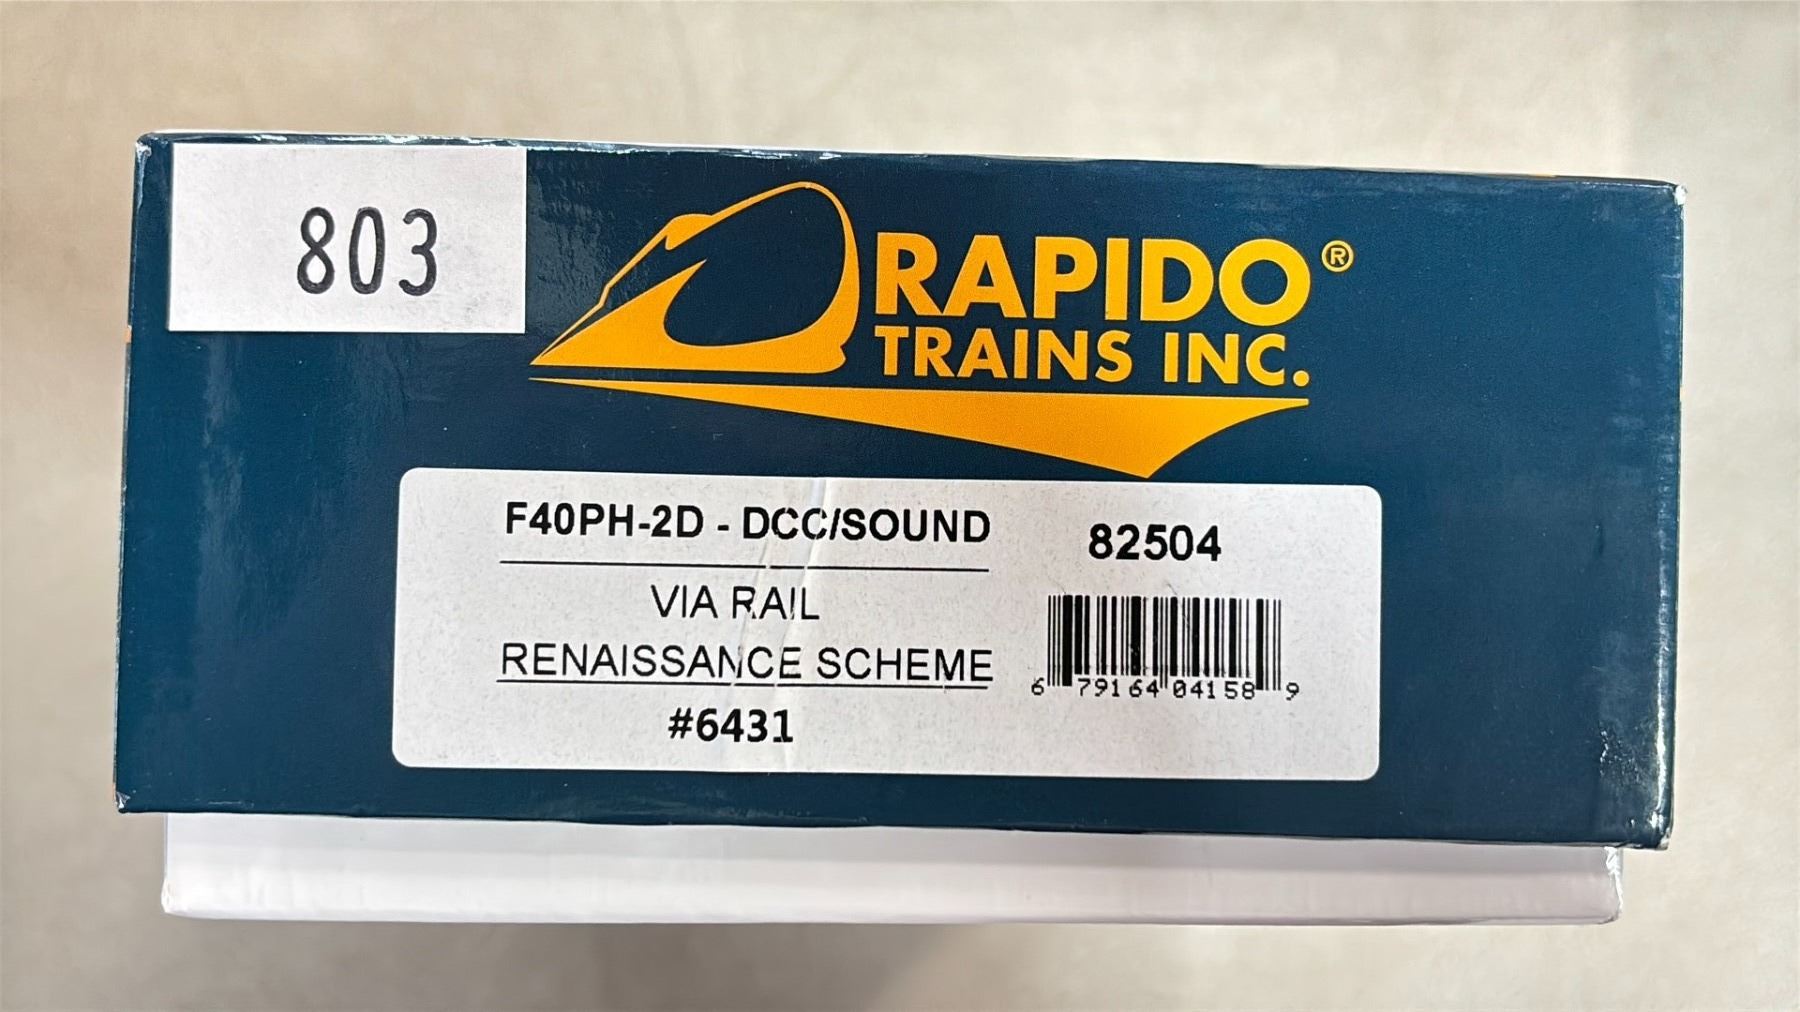 803
RAPIDO®
TRAINS INC.
F40PH-2D - DCC/SOUND
82504
VIA RAIL
RENAISSANCE SCHEME
#6431
6 79164 04158 9